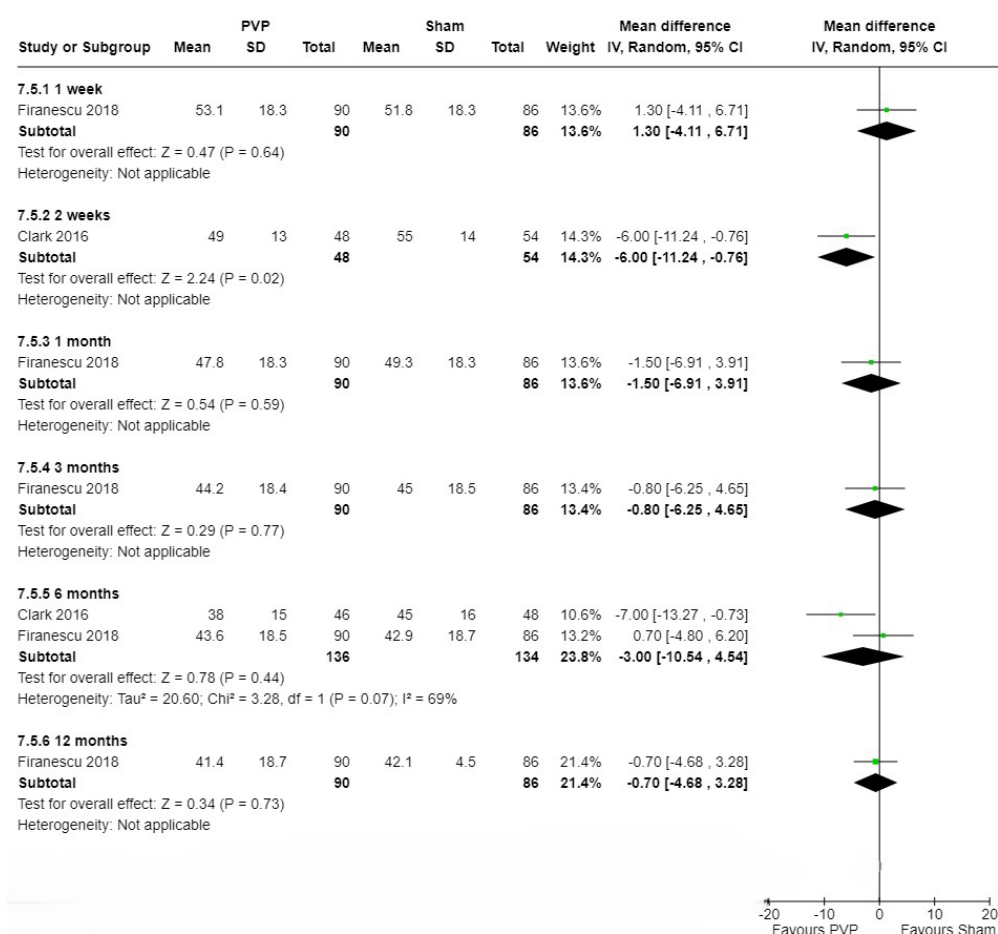 PVP Sham Mean difference Mean difference
Study or Subgroup Mean SD Total Mean SD Total Weight IV, Random, 95% CI IV, Random, 95% CI
7.5.1 1 week
Firanescu 2018 53.1 18.3 90 51.8 18.3 86 13.6% 1.30 [-4.11 , 6.71]
Subtotal 90 86 13.6% 1.30 [-4.11 , 6.71]
Test for overall effect: Z = 0.47 (P = 0.64)
Heterogeneity: Not applicable
7.5.2 2 weeks
Clark 2016 49 13 48 55 14 54 14.3% -6.00 [-11.24 , -0.76]
Subtotal 48 54 14.3% -6.00 [-11.24 , -0.76]
Test for overall effect: Z = 2.24 (P = 0.02)
Heterogeneity: Not applicable
7.5.3 1 month
Firanescu 2018 47.8 18.3 90 49.3 18.3 86 13.6% -1.50 [-6.91 , 3.91]
Subtotal 90 86 13.6% -1.50 [-6.91 , 3.91]
Test for overall effect: Z = 0.54 (P = 0.59)
Heterogeneity: Not applicable
7.5.4 3 months
Firanescu 2018 44.2 18.4 90 45 18.5 86 13.4% -0.80 [-6.25 , 4.65]
Subtotal 90 86 13.4% -0.80 [-6.25 , 4.65]
Test for overall effect: Z = 0.29 (P = 0.77)
Heterogeneity: Not applicable
7.5.5 6 months
Clark 2016 38 15 46 45 16 48 10.6% -7.00 [-13.27 , -0.73]
Firanescu 2018 43.6 18.5 90 42.9 18.7 86 13.2% 0.70 [-4.80 , 6.20]
Subtotal 136 134 23.8% -3.00 [-10.54 , 4.54]
Test for overall effect: Z = 0.78 (P = 0.44)
Heterogeneity: Tau² = 20.60; Chi² = 3.28, df = 1 (P = 0.07); I² = 69%
7.5.6 12 months
Firanescu 2018 41.4 18.7 90 42.1 4.5 86 21.4% -0.70 [-4.68 , 3.28]
Subtotal 90 86 21.4% -0.70 [-4.68 , 3.28]
Test for overall effect: Z = 0.34 (P = 0.73)
Heterogeneity: Not applicable
-20 -10 0 10 20
Favours PVP Favours Sham